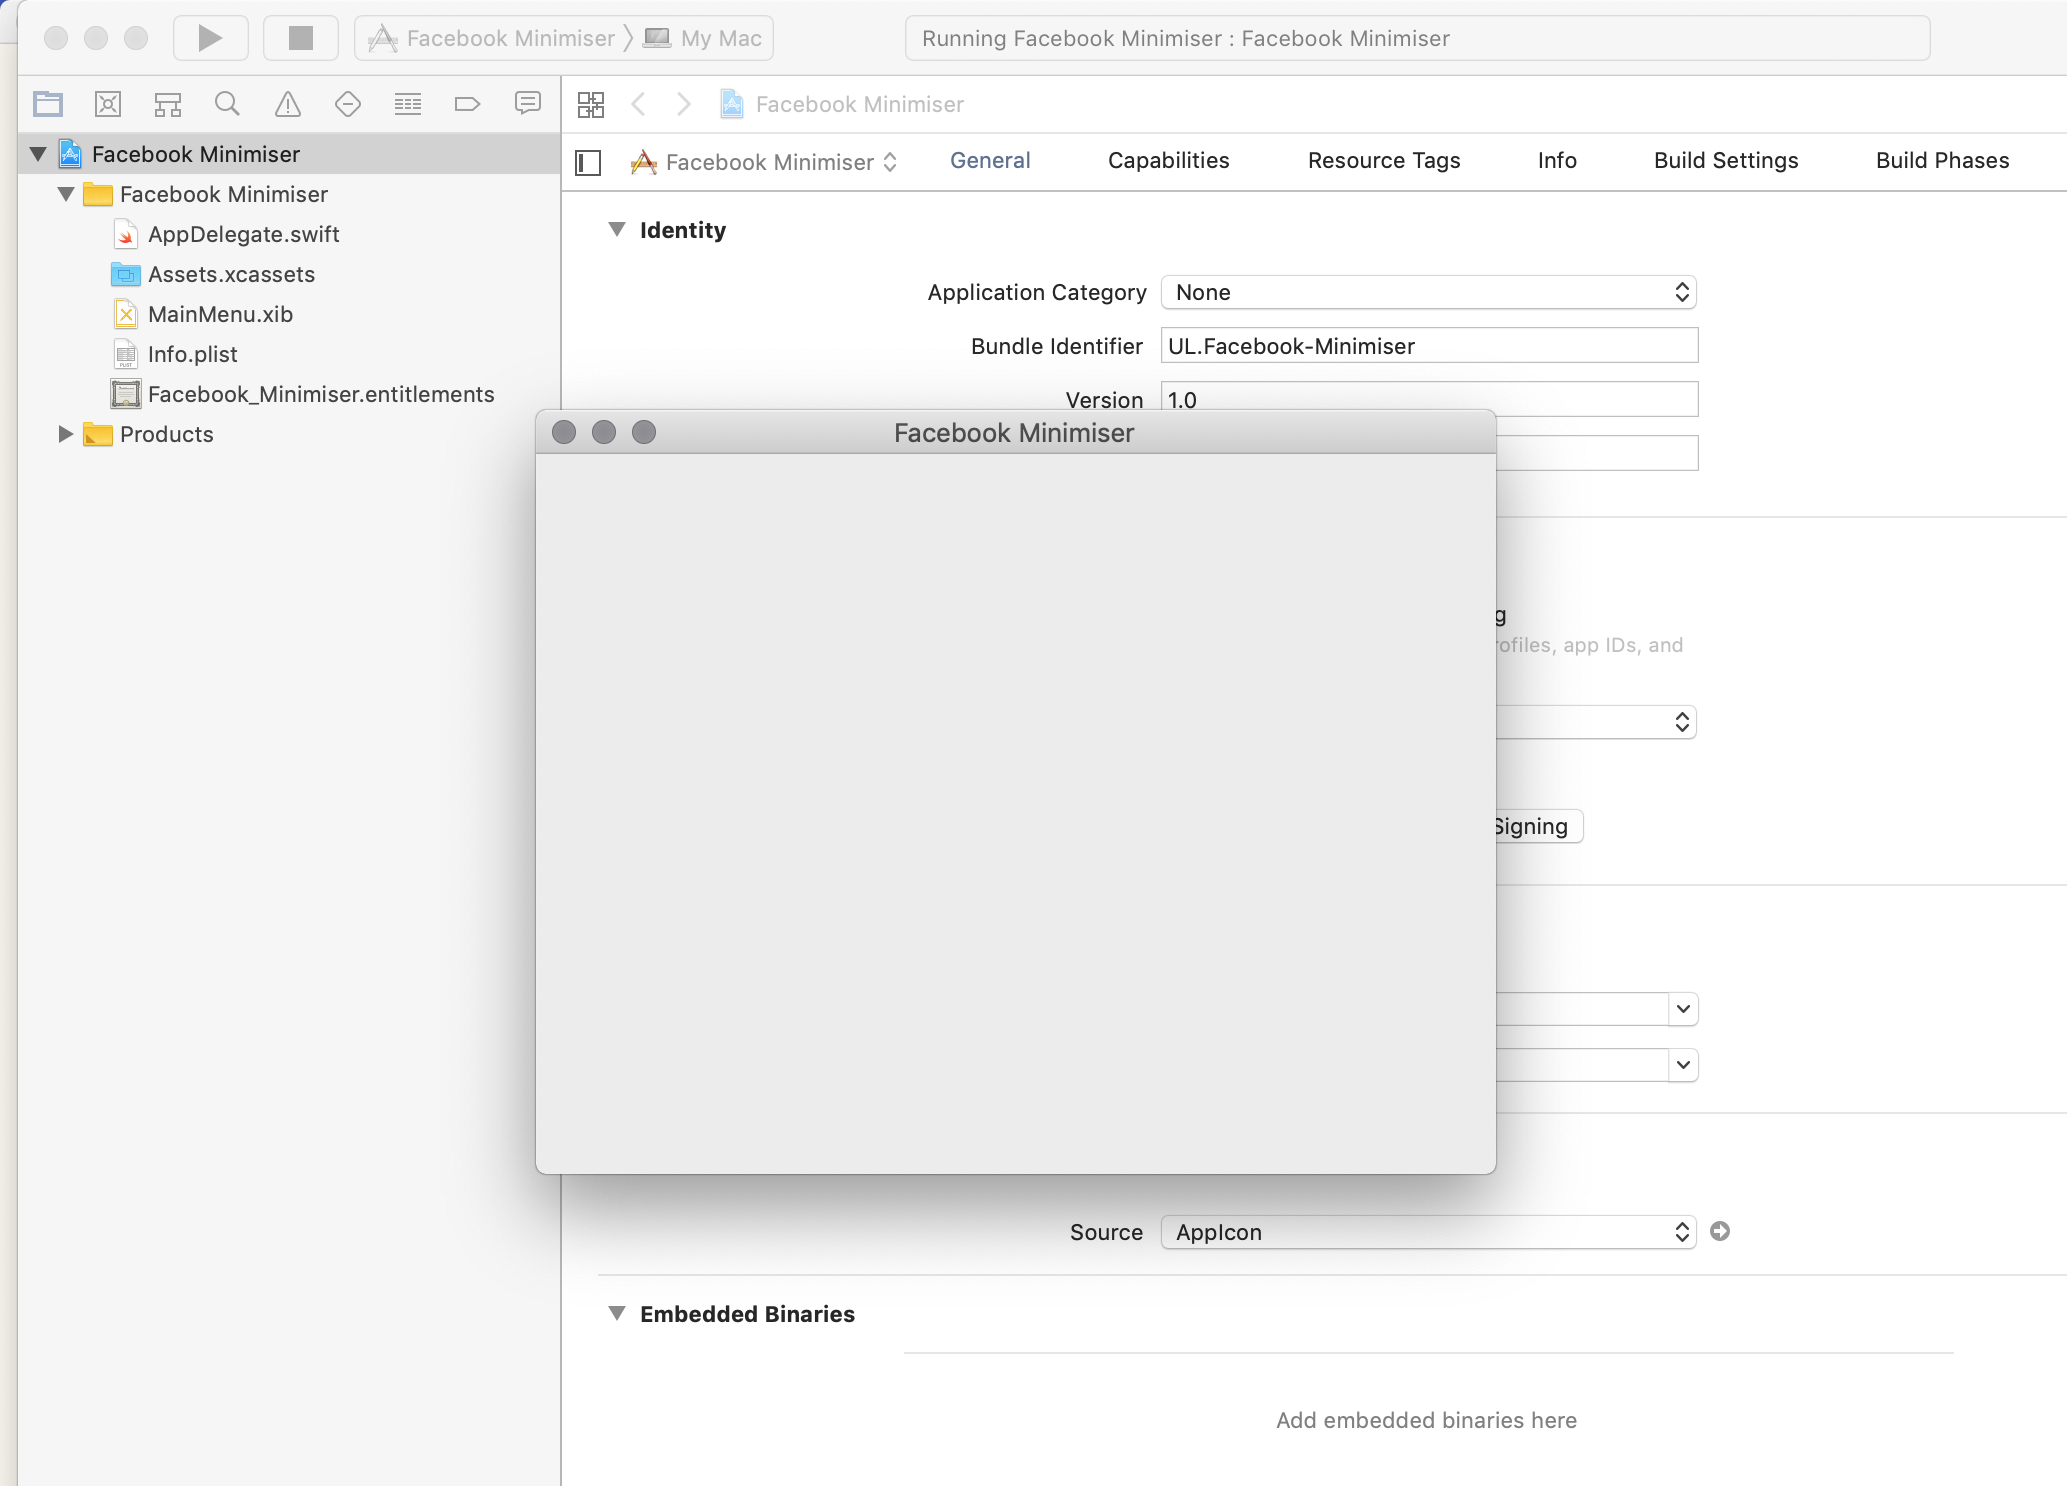 Facebook Minimiser
My Mac
Running Facebook Minimiser : Facebook Minimiser
Facebook Minimiser
Facebook Minimiser
Facebook Minimiser
AppDelegate.swift
Assets.xcassets
MainMenu.xib
Info.plist
Facebook_Minimiser.entitlements
Products
Facebook Minimiser
General
Capabilities
Resource Tags
Info
Build Settings
Build Phases
Identity
Application Category
None
Bundle Identifier
UL.Facebook-Minimiser
Version
1.0
Facebook Minimiser
g
ofiles, app IDs, and
Signing
Source
AppIcon
Embedded Binaries
Add embedded binaries here